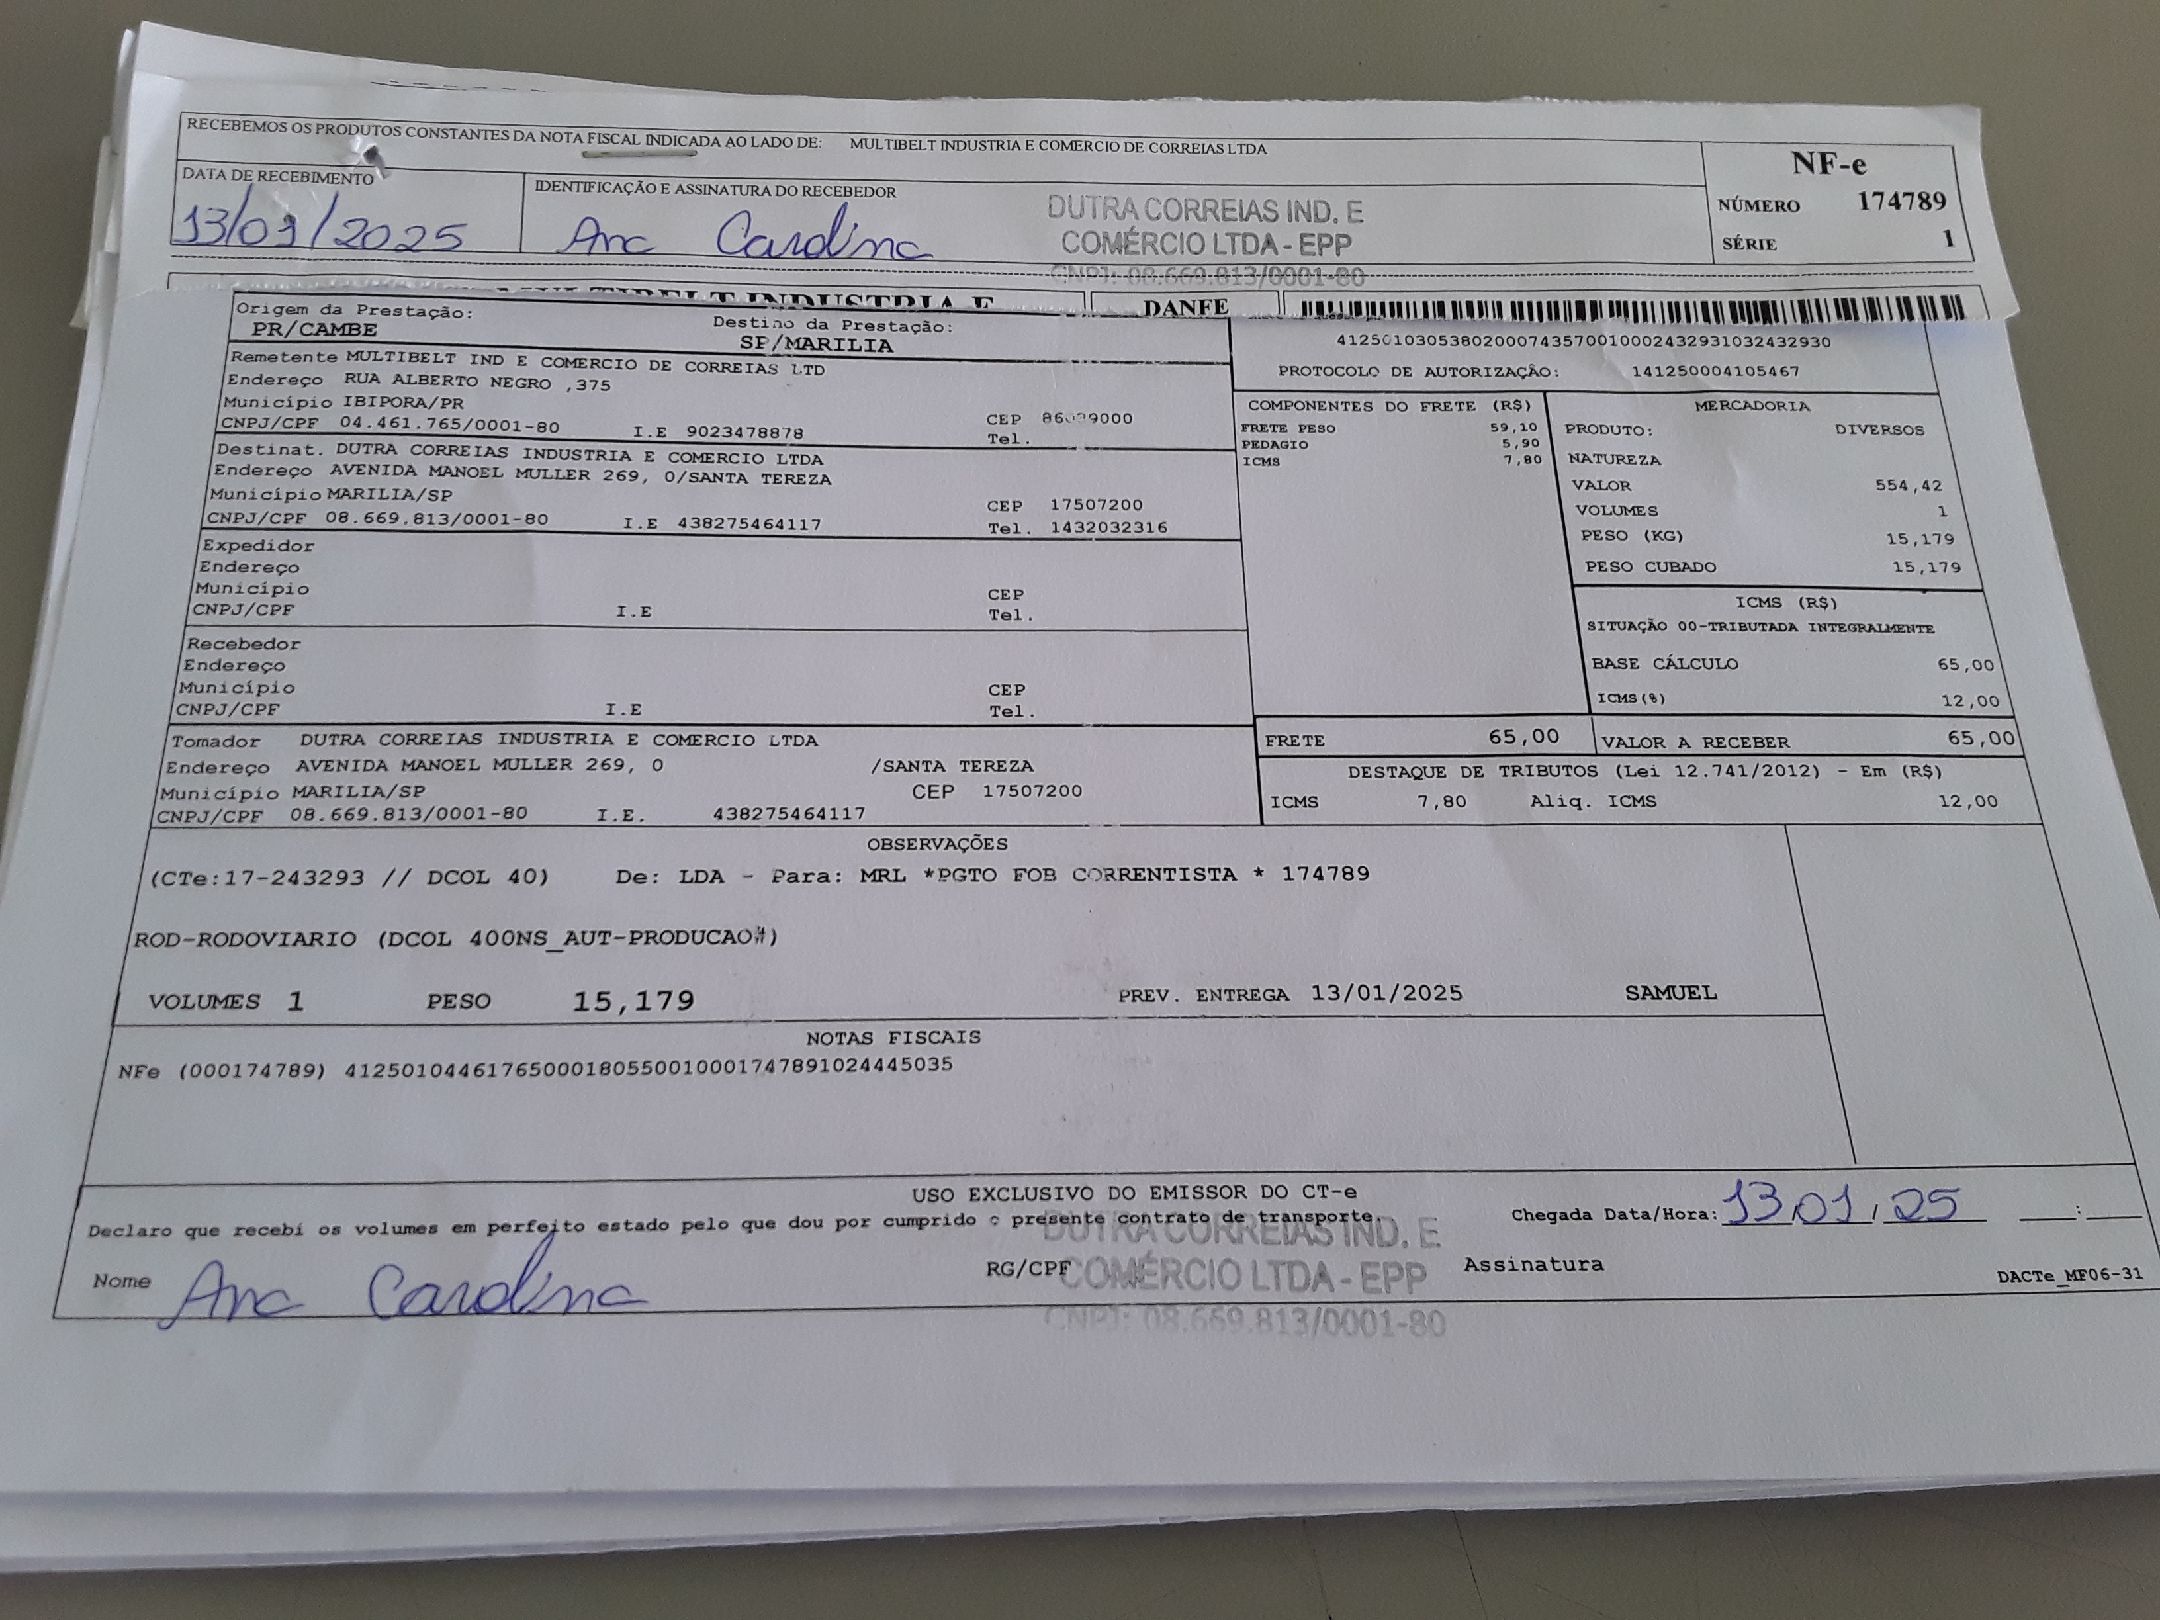 RECEBEMOS OS PRODUTOS CONSTANTES DA NOTA FISCAL INDICADA AO LADO DE: MULTIBELT INDUSTRIA E COMERCIO DE CORREIAS LTDA
NF-e
NÚMERO 174789
SÉRIE 1
DATA DE RECEBIMENTO
13/01/2025
IDENTIFICAÇÃO E ASSINATURA DO RECEBEDOR
Ana Carolina
DUTRA CORREIAS IND. E
COMÉRCIO LTDA - EPP
CNPJ: 08.669.813/0001-80
MULTIBELT INDUSTRIA E
DANFE
Origem da Prestação:
PR/CAMBE
Destino da Prestação:
SP/MARILIA
Remetente MULTIBELT IND E COMERCIO DE CORREIAS LTD
Endereço RUA ALBERTO NEGRO ,375
Município IBIPORA/PR
CEP
CNPJ/CPF 04.461.765/0001-80 I.E 9023478878 Tel.
Destinat. DUTRA CORREIAS INDUSTRIA E COMERCIO LTDA
Endereço AVENIDA MANOEL MULLER 269, 0/SANTA TEREZA
Município MARILIA/SP CEP 17507200
CNPJ/CPF 08.669.813/0001-80 I.E 438275464117 Tel. 1432032316
Expedidor
Endereço
Município CEP
CNPJ/CPF I.E Tel.
Recebedor
Endereço
Município CEP
CNPJ/CPF I.E Tel.
Tomador DUTRA CORREIAS INDUSTRIA E COMERCIO LTDA
Endereço AVENIDA MANOEL MULLER 269, 0 /SANTA TEREZA
Município MARILIA/SP CEP 17507200
CNPJ/CPF 08.669.813/0001-80 I.E. 438275464117
41250103053802000743570010002432931032432930
PROTOCOLO DE AUTORIZAÇÃO: 141250004105467
COMPONENTES DO FRETE (R$)
FRETE PESO 59,10
PEDAGIO 5,90
ICMS 7,80
MERCADORIA
PRODUTO: DIVERSOS
NATUREZA
VALOR 554,42
VOLUMES 1
PESO (KG) 15,179
PESO CUBADO 15,179
ICMS (R$)
SITUAÇÃO 00-TRIBUTADA INTEGRALMENTE
BASE CÁLCULO 65,00
ICMS(%) 12,00
FRETE 65,00 VALOR A RECEBER 65,00
DESTAQUE DE TRIBUTOS (Lei 12.741/2012) - Em (R$)
ICMS 7,80 Aliq. ICMS 12,00
OBSERVAÇÕES
(CTe:17-243293 // DCOL 40) De: LDA - Para: MRL *PGTO FOB CORRENTISTA * 174789
ROD-RODOVIARIO (DCOL 400NS_AUT-PRODUCAO#)
VOLUMES 1 PESO 15,179 PREV. ENTREGA 13/01/2025 SAMUEL
NOTAS FISCAIS
NFe (000174789) 41250104461765000180550010001747891024445035
USO EXCLUSIVO DO EMISSOR DO CT-e
Declaro que recebi os volumes em perfeito estado pelo que dou por cumprido o presente contrato de transporte.
Chegada Data/Hora: 13/01/25 :
Nome Ana Carolina RG/CPF Assinatura
DUTRA CORREIAS IND. E
COMÉRCIO LTDA - EPP
CNPJ: 08.669.813/0001-80
DACTe_MF06-31